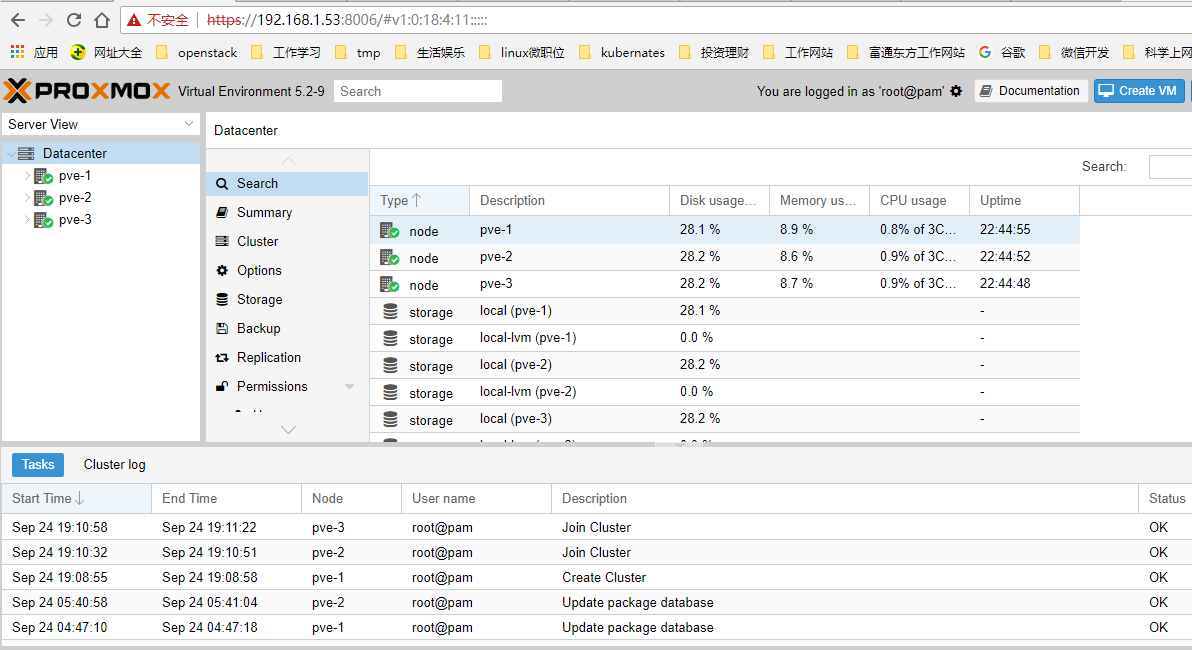 不安全 https://192.168.1.53:8006/#v1:0:18:4:11:::::
应用 网址大全 openstack 工作学习 tmp 生活娱乐 linux微职位 kubernates 投资理财 工作网站 富通东方工作网站 G 谷歌 微信开发 科学上网
PROXMOX Virtual Environment 5.2-9 Search You are logged in as 'root@pam' Documentation Create VM
Server View
Datacenter
pve-1
pve-2
pve-3
Datacenter
Search
Summary
Cluster
Options
Storage
Backup
Replication
Permissions
Search:
Type Description Disk usage... Memory us... CPU usage Uptime
node pve-1 28.1 % 8.9 % 0.8% of 3C... 22:44:55
node pve-2 28.2 % 8.6 % 0.9% of 3C... 22:44:52
node pve-3 28.2 % 8.7 % 0.9% of 3C... 22:44:48
storage local (pve-1) 28.1 % -
storage local-lvm (pve-1) 0.0 % -
storage local (pve-2) 28.2 % -
storage local-lvm (pve-2) 0.0 % -
storage local (pve-3) 28.2 % -
Tasks Cluster log
Start Time End Time Node User name Description Status
Sep 24 19:10:58 Sep 24 19:11:22 pve-3 root@pam Join Cluster OK
Sep 24 19:10:32 Sep 24 19:10:51 pve-2 root@pam Join Cluster OK
Sep 24 19:08:55 Sep 24 19:08:58 pve-1 root@pam Create Cluster OK
Sep 24 05:40:58 Sep 24 05:41:04 pve-2 root@pam Update package database OK
Sep 24 04:47:10 Sep 24 04:47:18 pve-1 root@pam Update package database OK